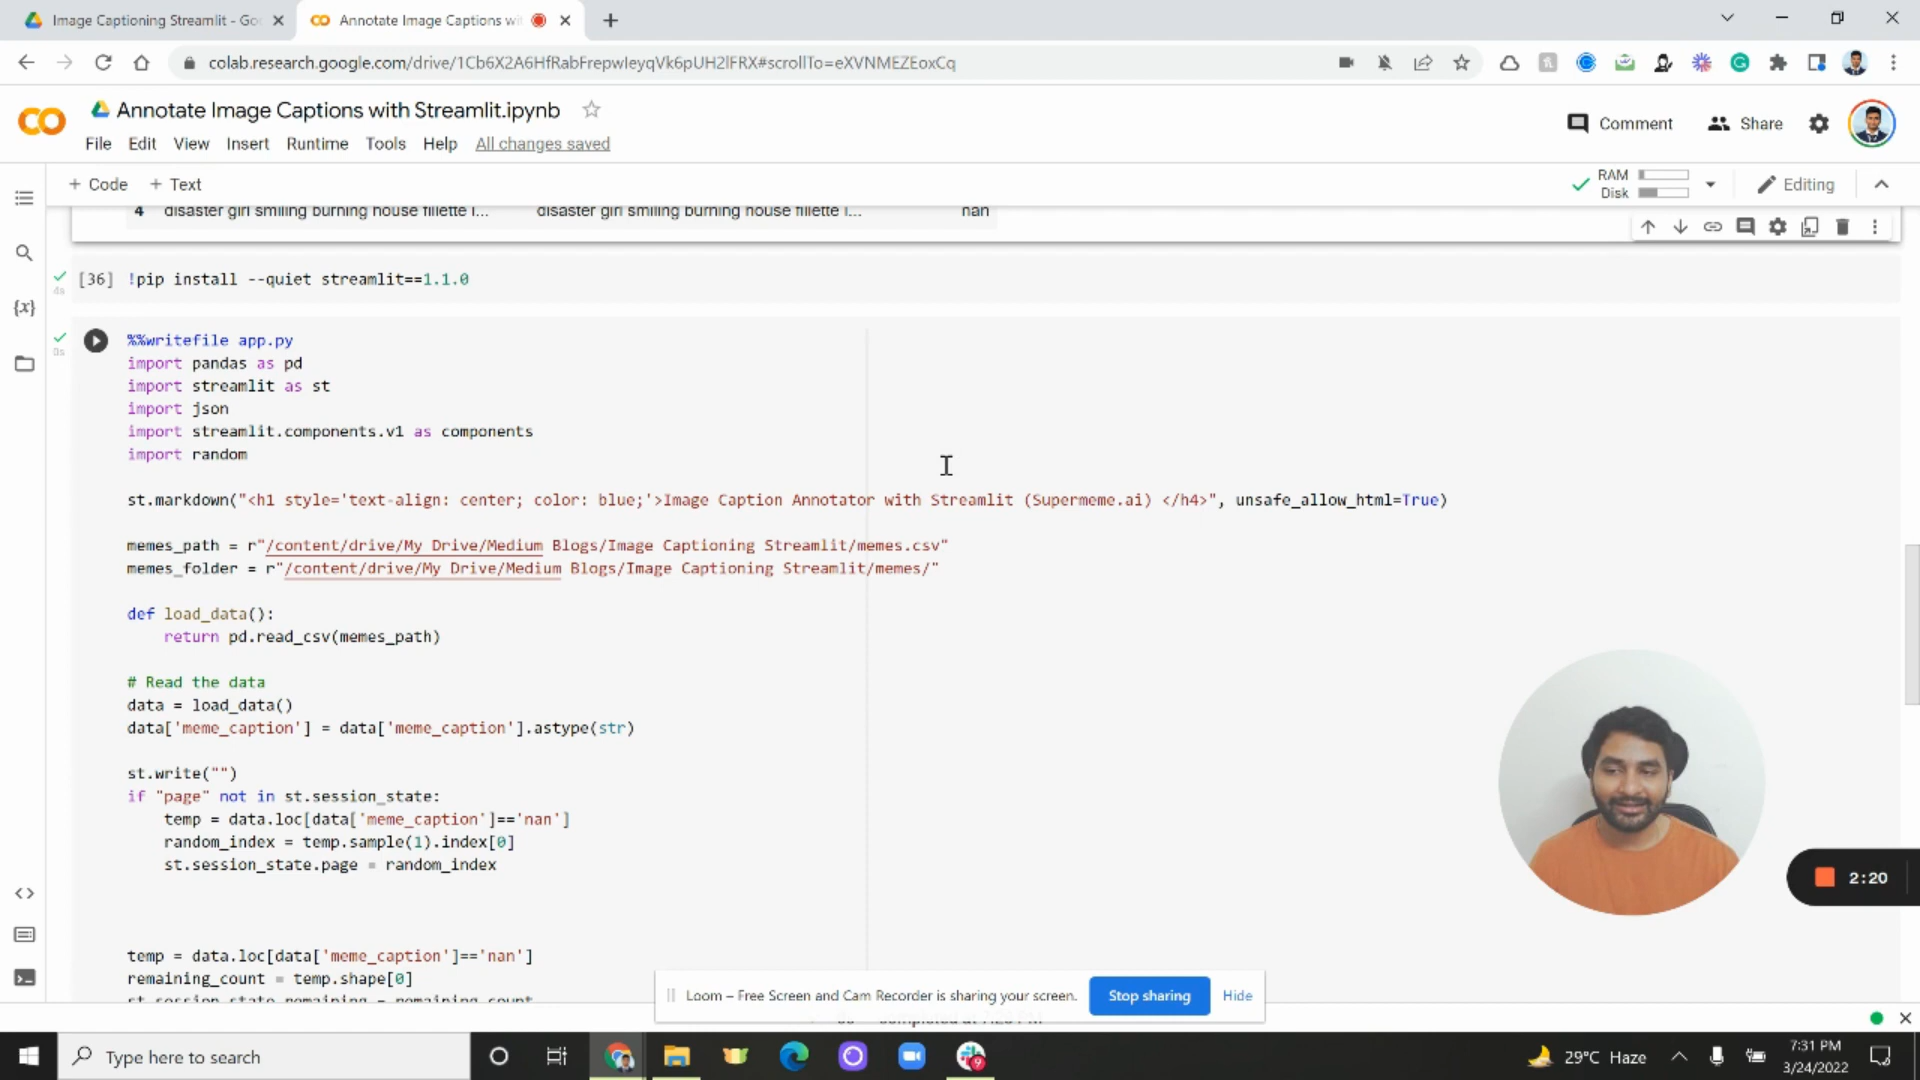 Image Captioning Streamlit - Goo
Annotate Image Captions wit
colab.research.google.com/drive/1Cb6X2A6HfRabFrepwIeyqVk6pUH2lFRX#scrollTo=eXVNMEZEoxCq
Annotate Image Captions with Streamlit.ipynb
Comment
Share
File Edit View Insert Runtime Tools Help All changes saved
+ Code + Text
RAM
Disk
Editing
4 disaster girl smiling burning house fillette l... disaster girl smiling burning house fillette l... nan
4s
[36] !pip install --quiet streamlit==1.1.0
0s
%%writefile app.py
import pandas as pd
import streamlit as st
import json
import streamlit.components.v1 as components
import random
st.markdown("<h1 style='text-align: center; color: blue;'>Image Caption Annotator with Streamlit (Supermeme.ai) </h4>", unsafe_allow_html=True)
memes_path = r"/content/drive/My Drive/Medium Blogs/Image Captioning Streamlit/memes.csv"
memes_folder = r"/content/drive/My Drive/Medium Blogs/Image Captioning Streamlit/memes/"
def load_data():
return pd.read_csv(memes_path)
# Read the data
data = load_data()
data['meme_caption'] = data['meme_caption'].astype(str)
st.write("")
if "page" not in st.session_state:
temp = data.loc[data['meme_caption']=='nan']
random_index = temp.sample(1).index[0]
st.session_state.page = random_index
2:20
temp = data.loc[data['meme_caption']=='nan']
remaining_count = temp.shape[0]
st.session_state.remaining = remaining_count
Loom – Free Screen and Cam Recorder is sharing your screen. Stop sharing Hide
Type here to search
9
29°C Haze
7:31 PM
3/24/2022